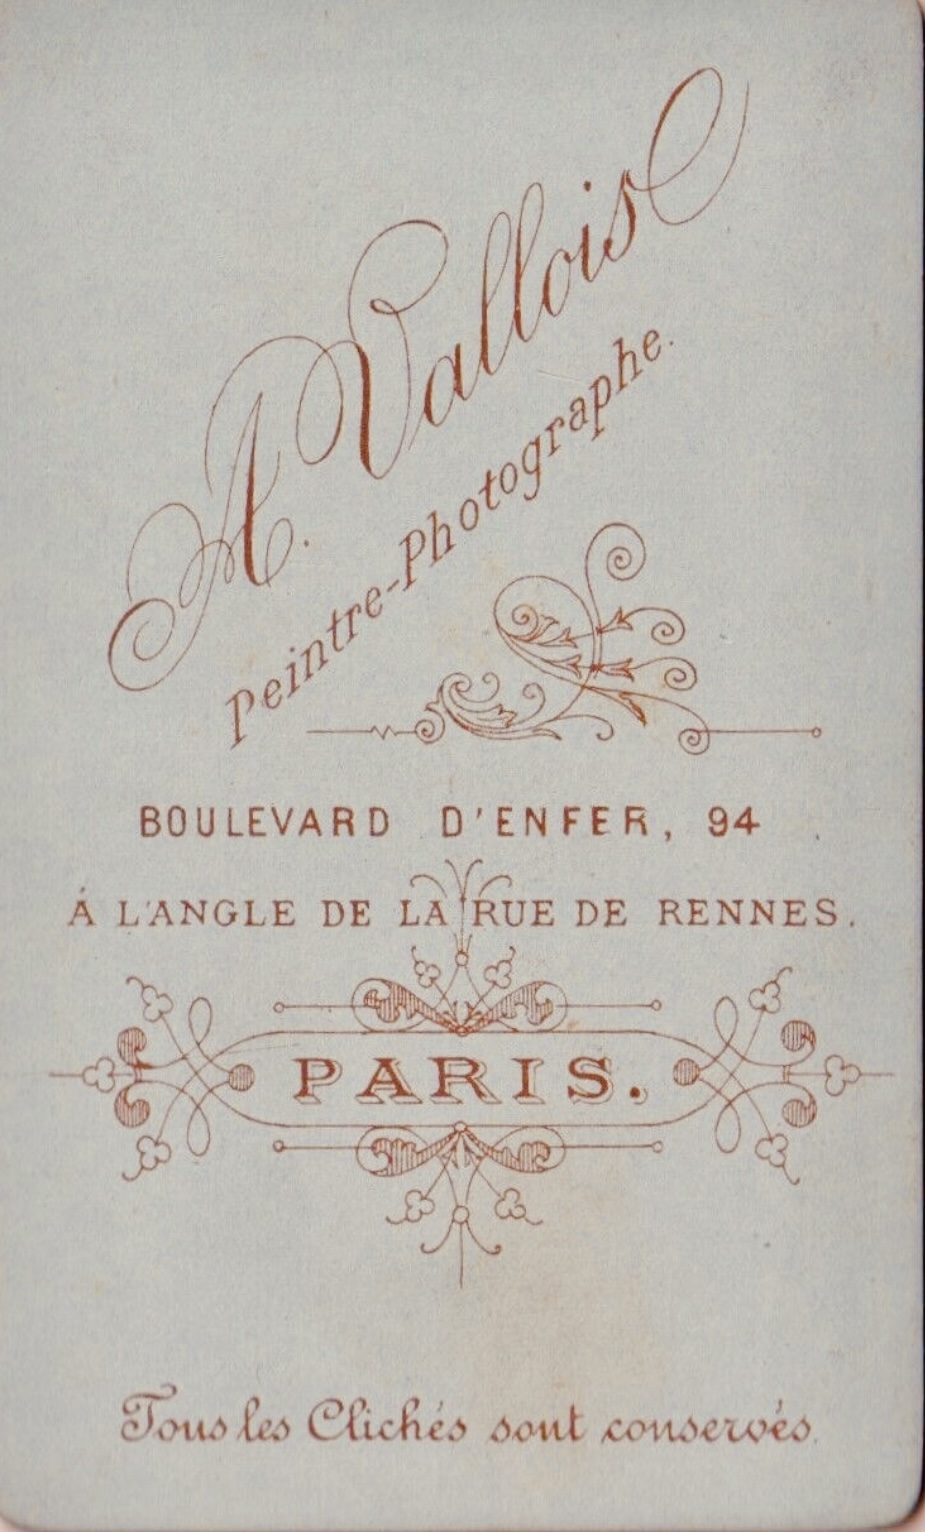 A. Vallois
Peintre-Photographe.
BOULEVARD D'ENFER, 94
Á L'ANGLE DE LA RUE DE RENNES.
PARIS.
Tous les Clichés sont conservés.